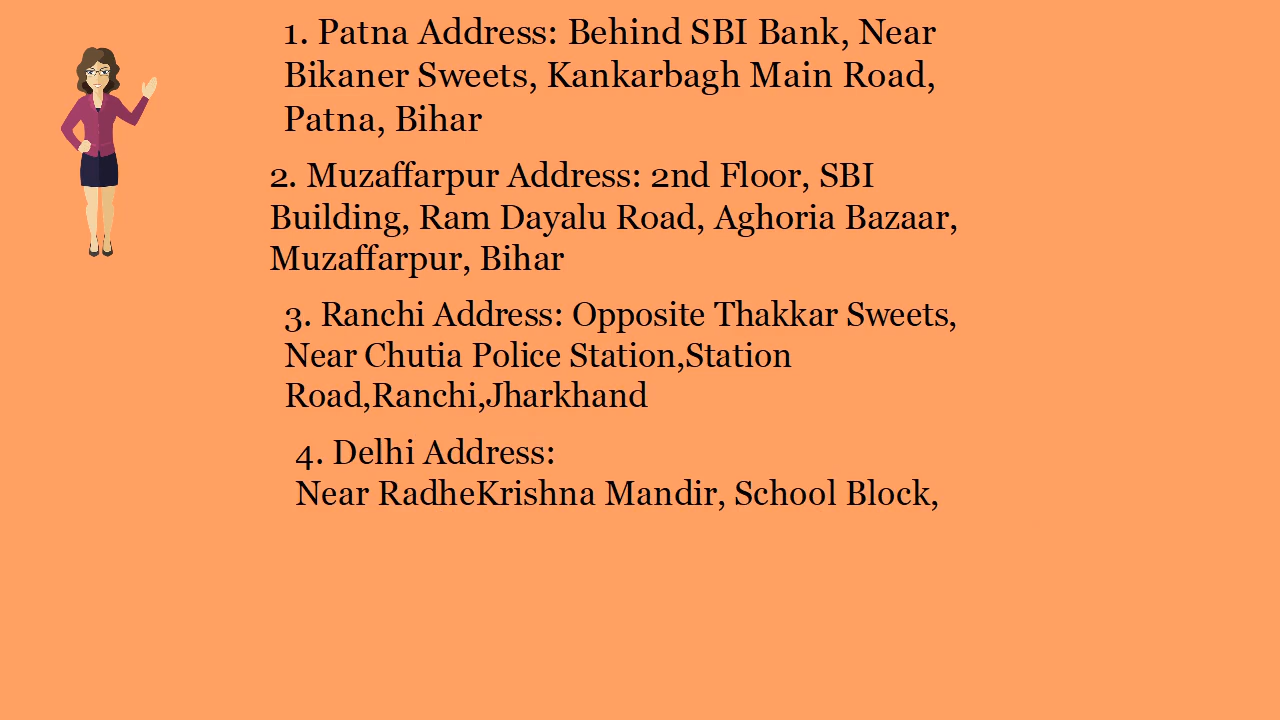 1. Patna Address: Behind SBI Bank, Near
Bikaner Sweets, Kankarbagh Main Road,
Patna, Bihar
2. Muzaffarpur Address: 2nd Floor, SBI
Building, Ram Dayalu Road, Aghoria Bazaar,
Muzaffarpur, Bihar
3. Ranchi Address: Opposite Thakkar Sweets,
Near Chutia Police Station,Station
Road,Ranchi,Jharkhand
4. Delhi Address:
Near RadheKrishna Mandir, School Block,